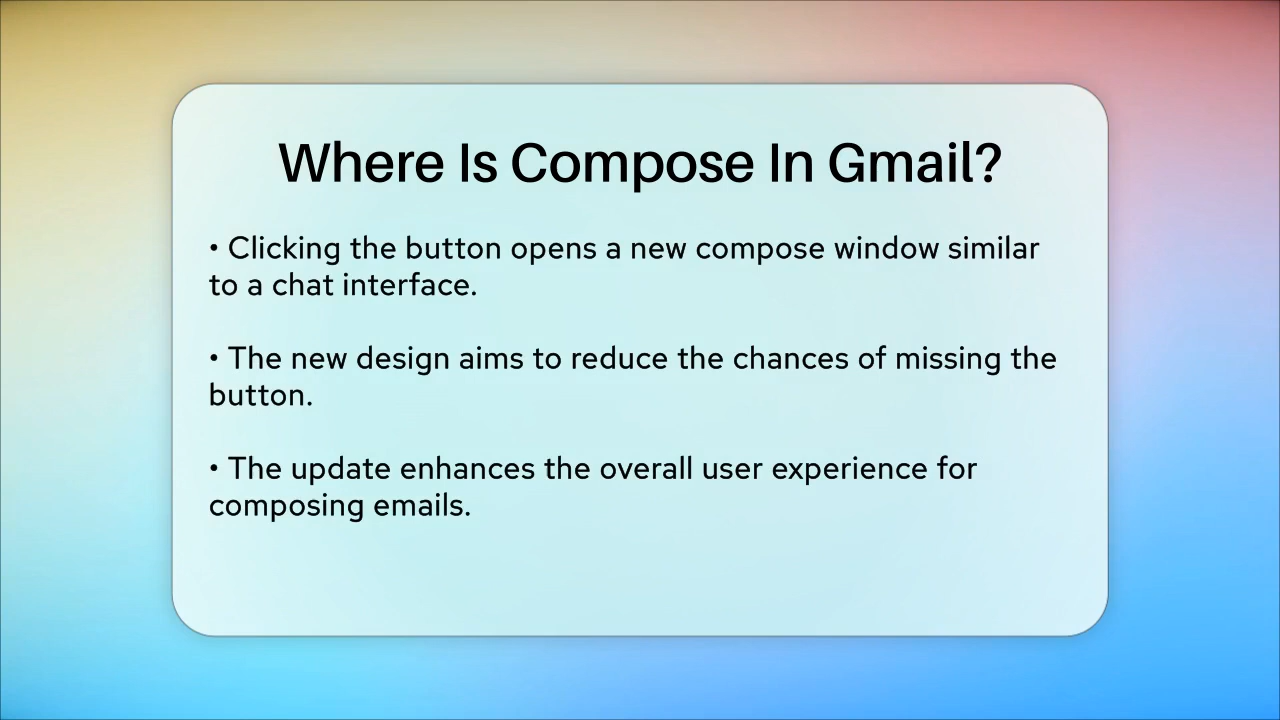 Where Is Compose In Gmail?
• Clicking the button opens a new compose window similar
to a chat interface.
• The new design aims to reduce the chances of missing the
button.
• The update enhances the overall user experience for
composing emails.